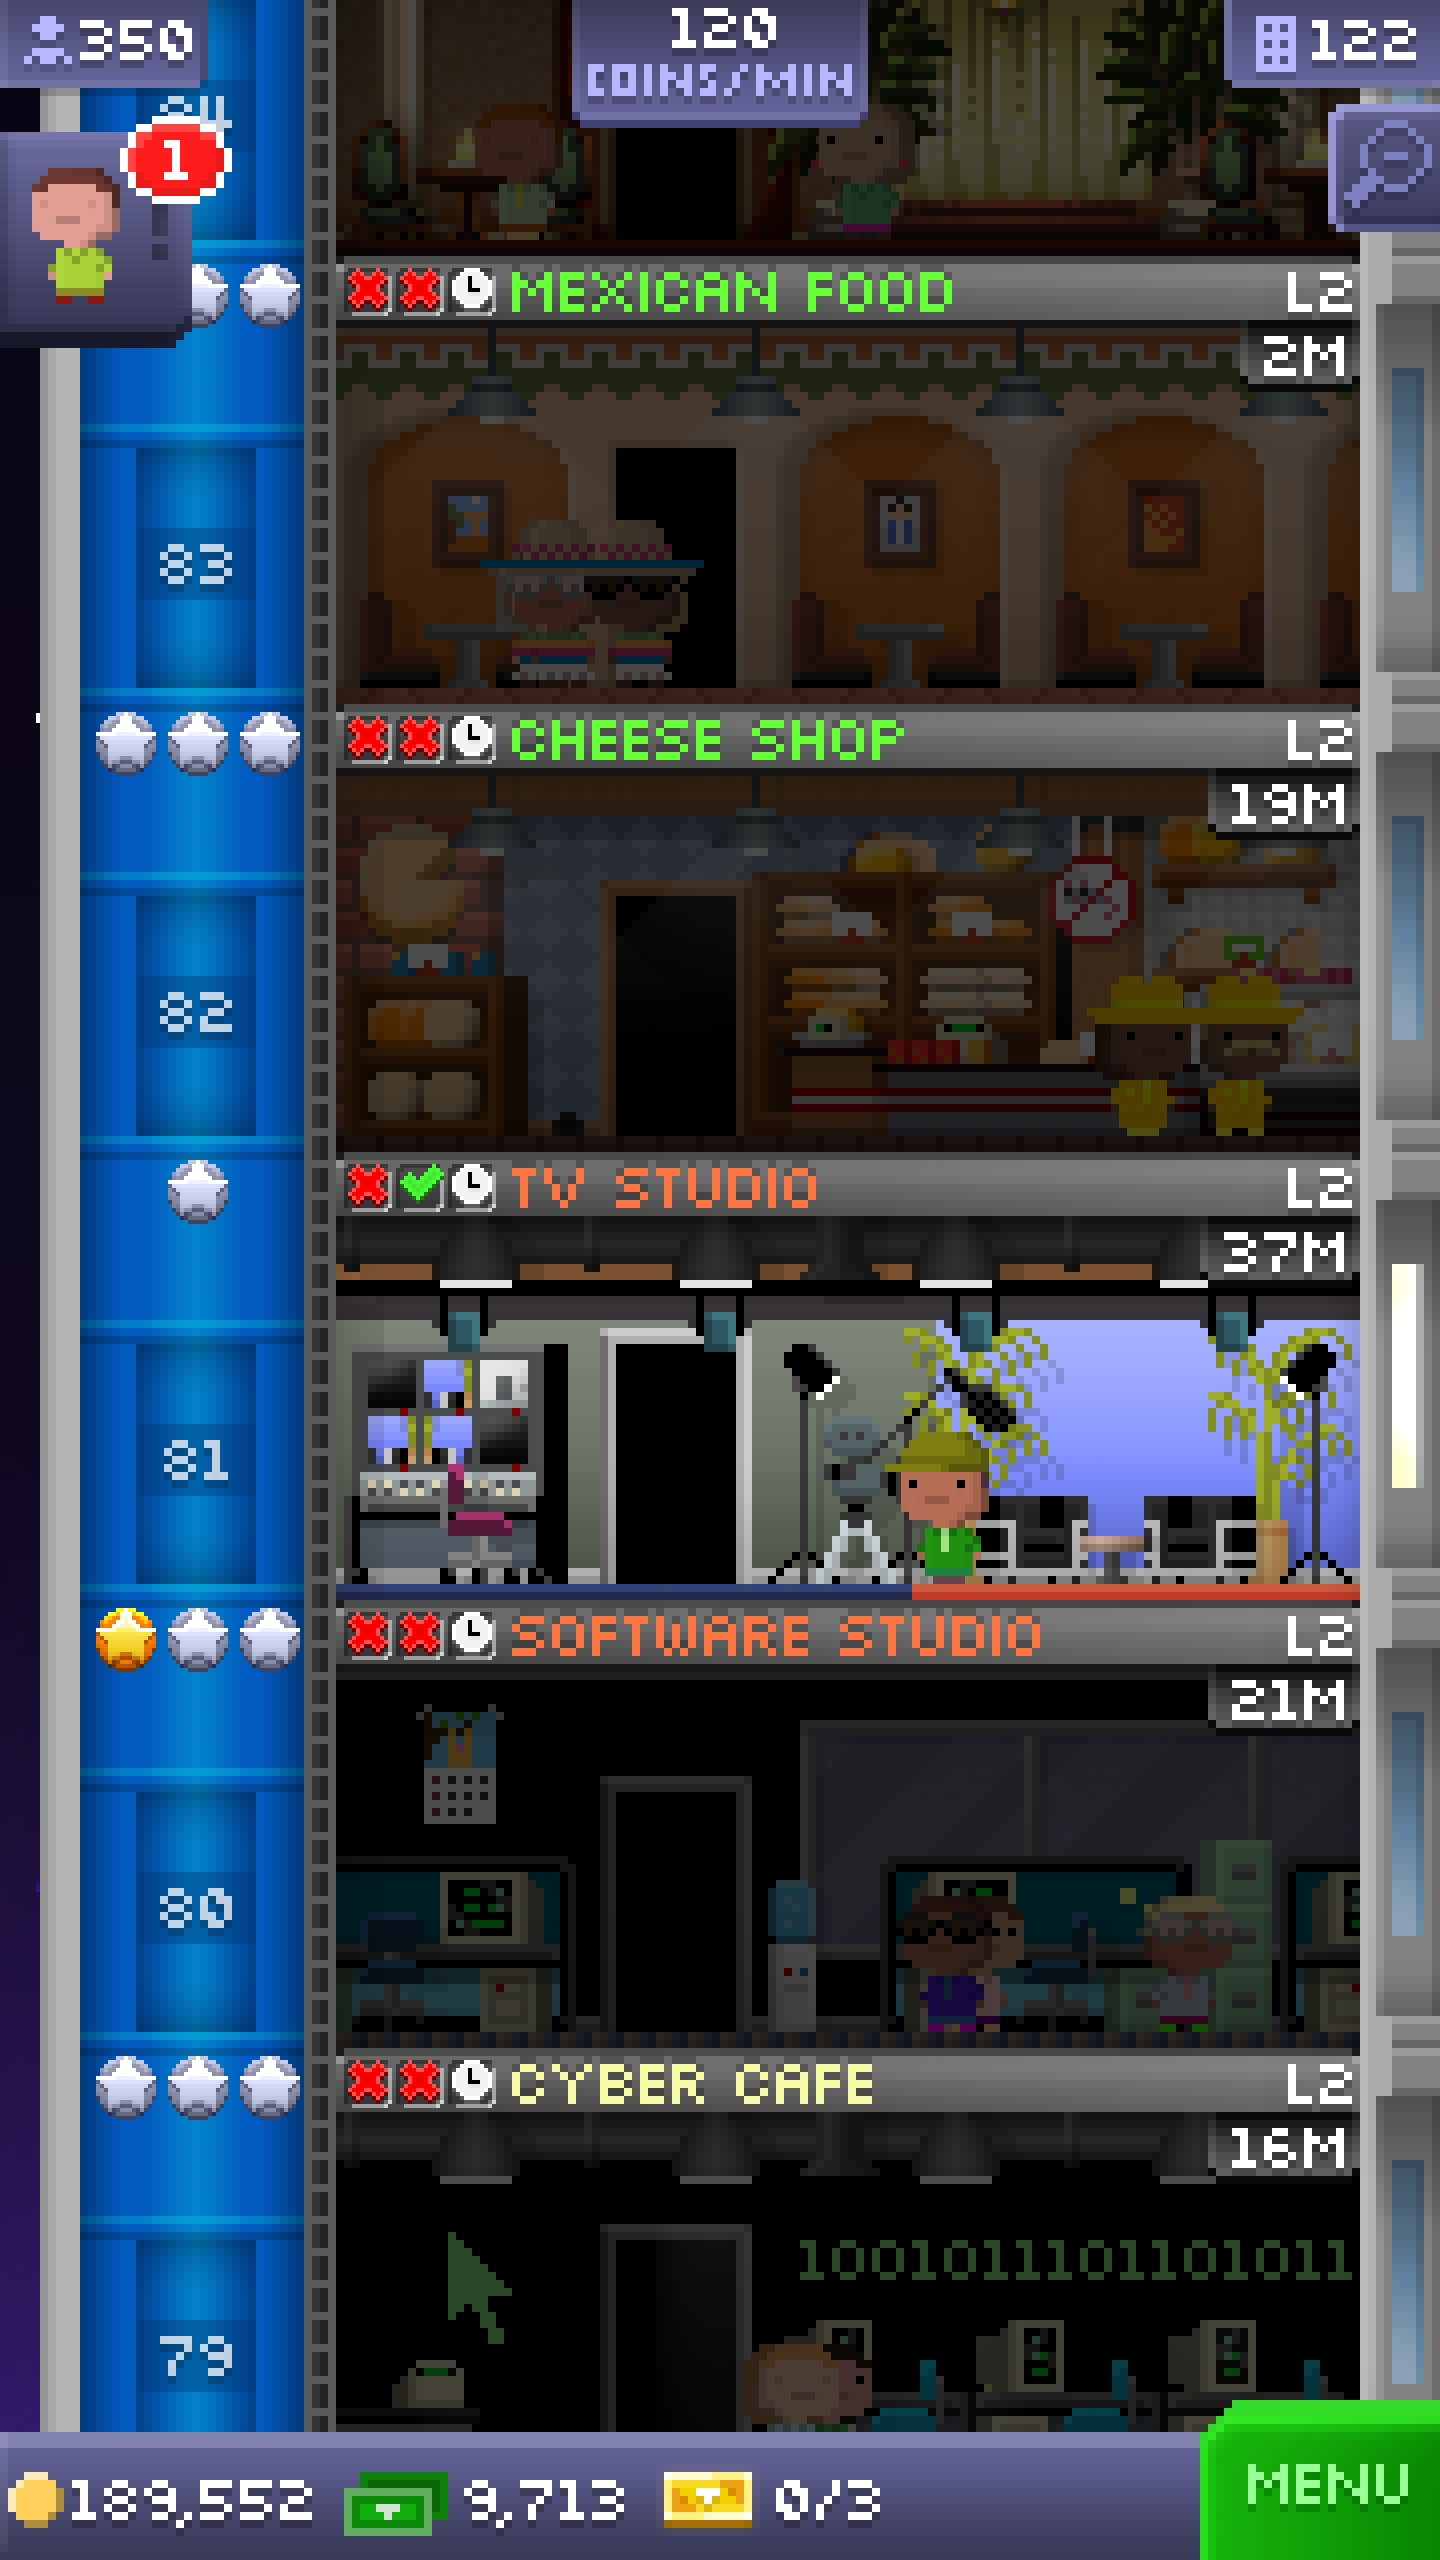 350
120
COINS/MIN
122
84
1
MEXICAN FOOD L2
2M
83
CHEESE SHOP L2
19M
82
TV STUDIO L2
37M
81
SOFTWARE STUDIO L2
21M
80
CYBER CAFE L2
16M
1001011101101011
79
189,552 9,713 0/3 MENU